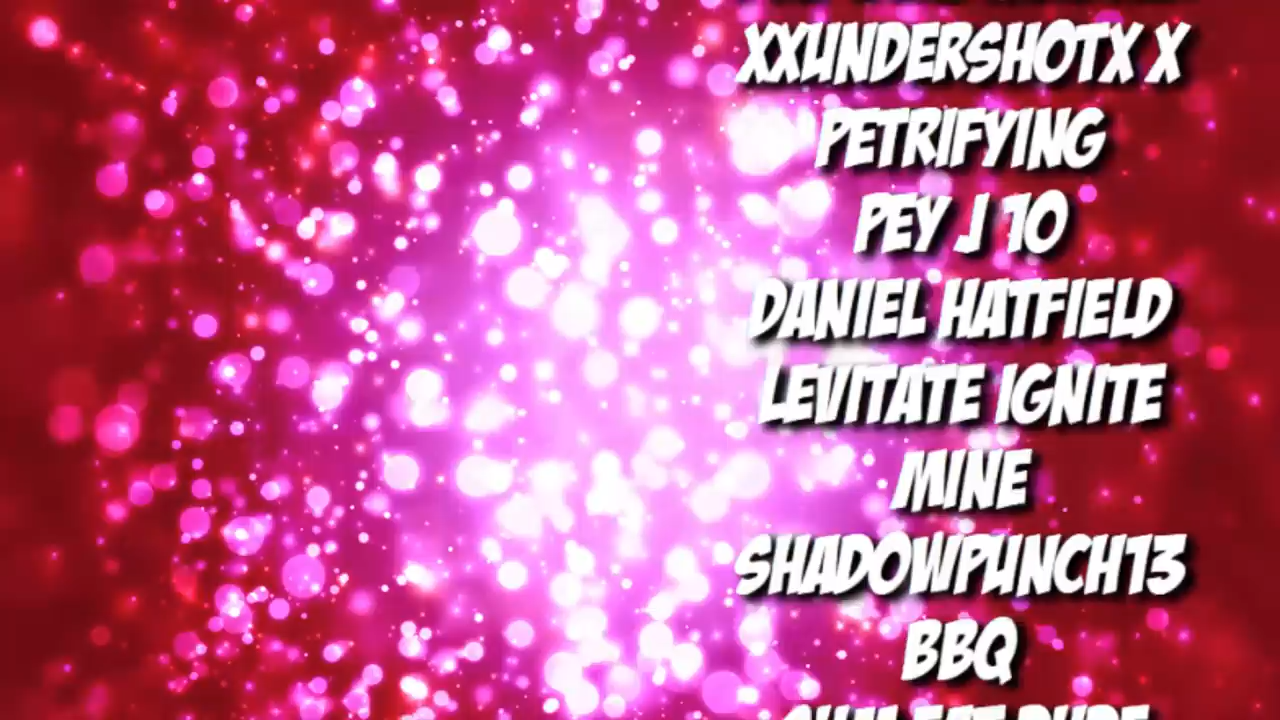 XXUNDERSHOTX X
PETRIFYING
PEY J 10
DANIEL HATFIELD
LEVITATE IGNITE
MINE
SHADOWPUNCH13
BBQ